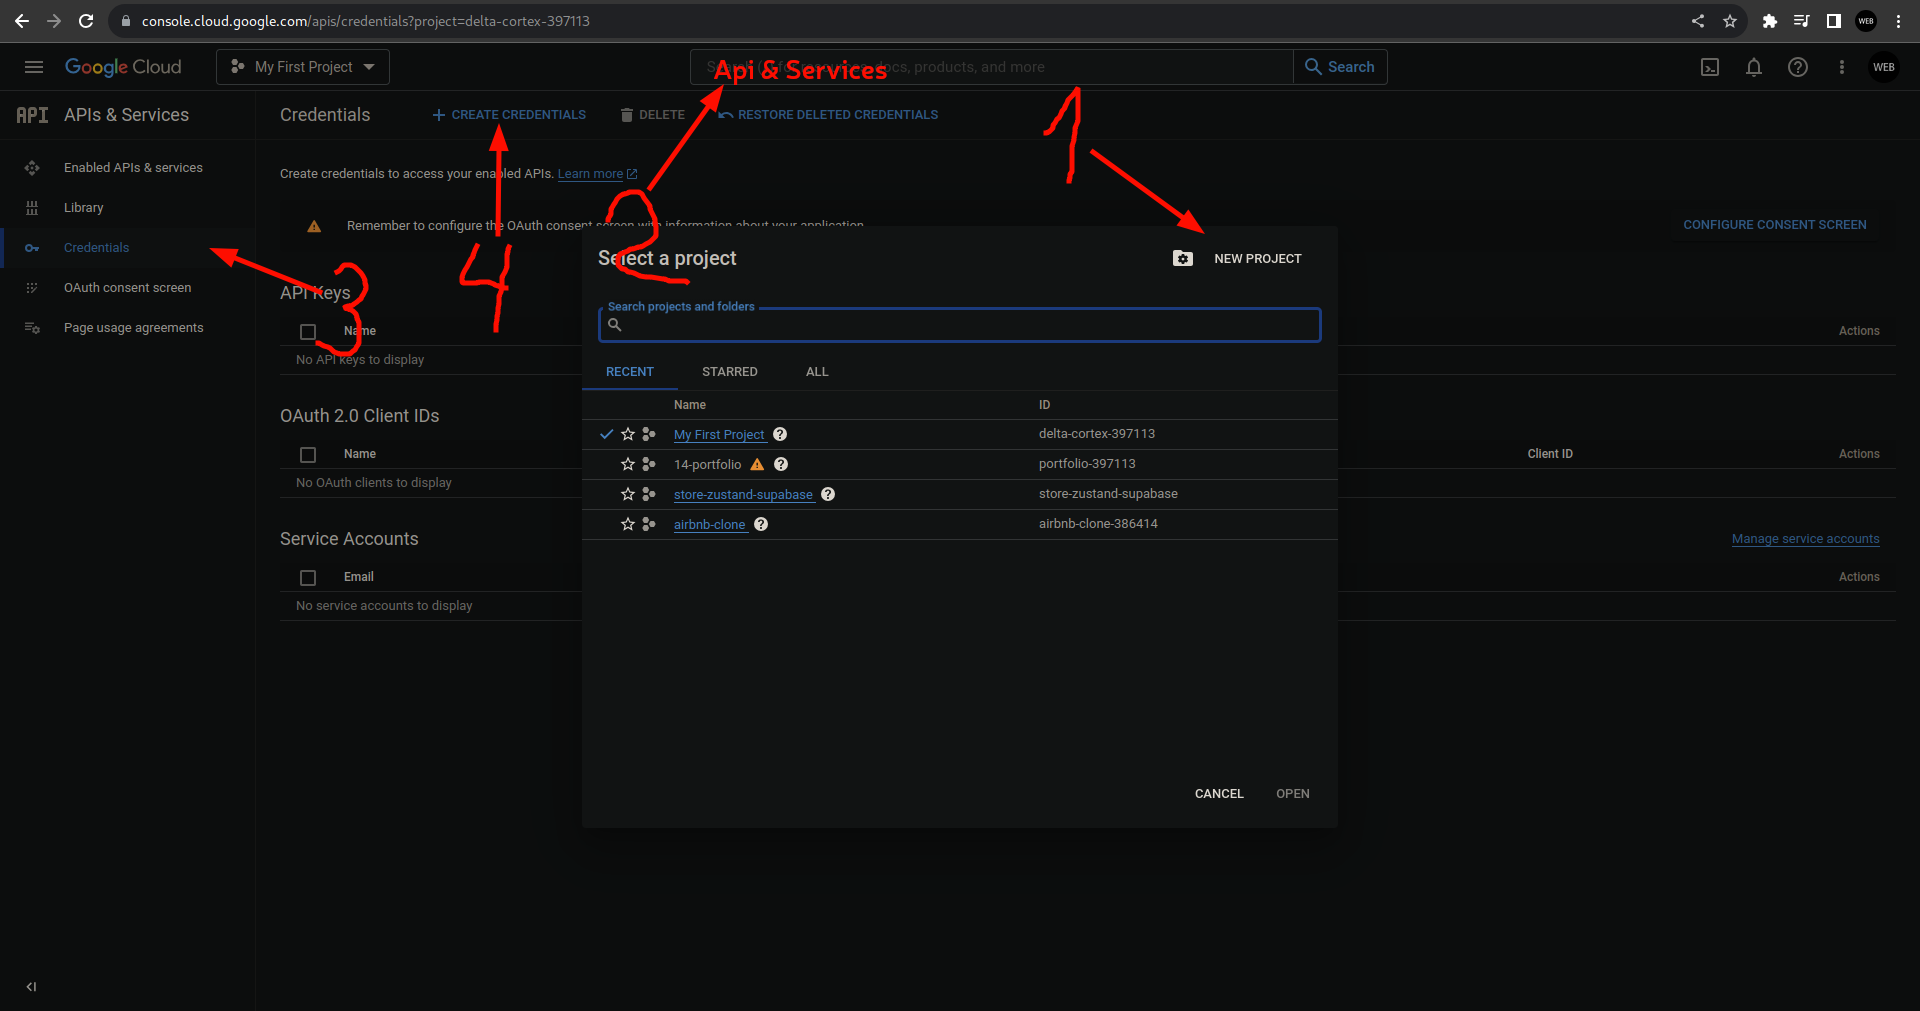 console.cloud.google.com/apis/credentials?project=delta-cortex-397113
WEB
Google Cloud
My First Project
Api & Services
docs, products, and more
Search
WEB
API APIs & Services
Credentials
CREATE CREDENTIALS
DELETE
RESTORE DELETED CREDENTIALS
1
Enabled APIs & services
Library
Credentials
OAuth consent screen
Page usage agreements
Create credentials to access your enabled APIs. Learn more
2
Remember to configure the OAuth consent screen with information about your application.
CONFIGURE CONSENT SCREEN
3
4
API Keys
Name
Actions
No API keys to display
OAuth 2.0 Client IDs
Name
Client ID
Actions
No OAuth clients to display
Service Accounts
Manage service accounts
Email
Actions
No service accounts to display
Select a project
NEW PROJECT
Search projects and folders
RECENT
STARRED
ALL
Name ID
My First Project delta-cortex-397113
14-portfolio portfolio-397113
store-zustand-supabase store-zustand-supabase
airbnb-clone airbnb-clone-386414
CANCEL
OPEN